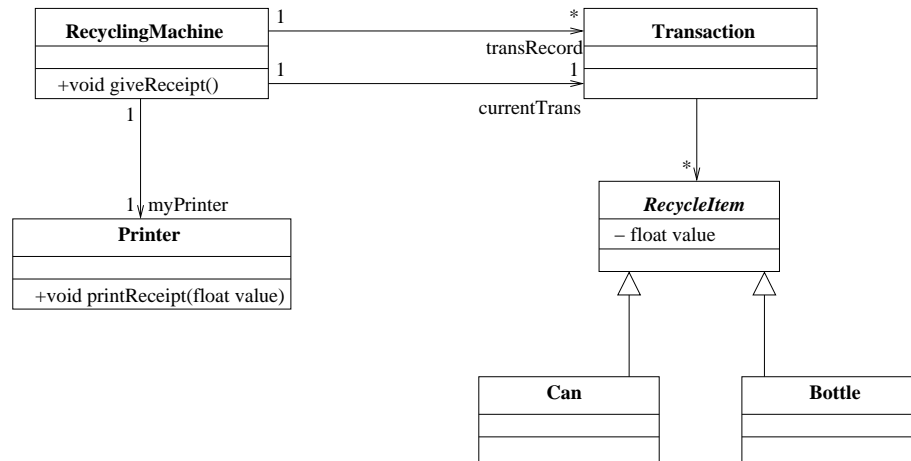 RecyclingMachine
+void giveReceipt()
1
*
transRecord
1
1
currentTrans
Transaction
1
1
myPrinter
Printer
+void printReceipt(float value)
*
RecycleItem
− float value
Can
Bottle